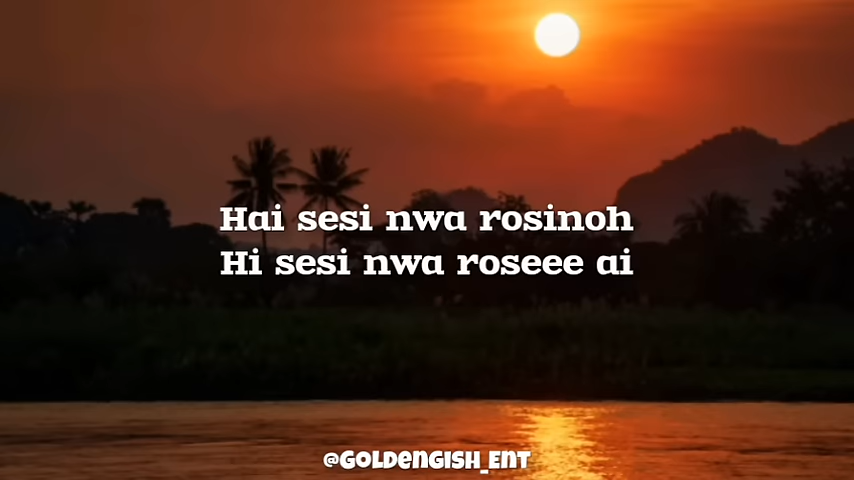 Hai sesi nwa rosinoh
Hi sesi nwa roseee ai
@GOLDENGISH_ENT